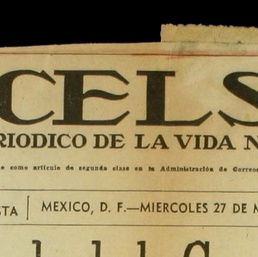 CELS
RIODICO DE LA VIDA N
e como artículo de segunda clase en la Administración de Correos
STA | MEXICO, D. F.—MIERCOLES 27 DE M